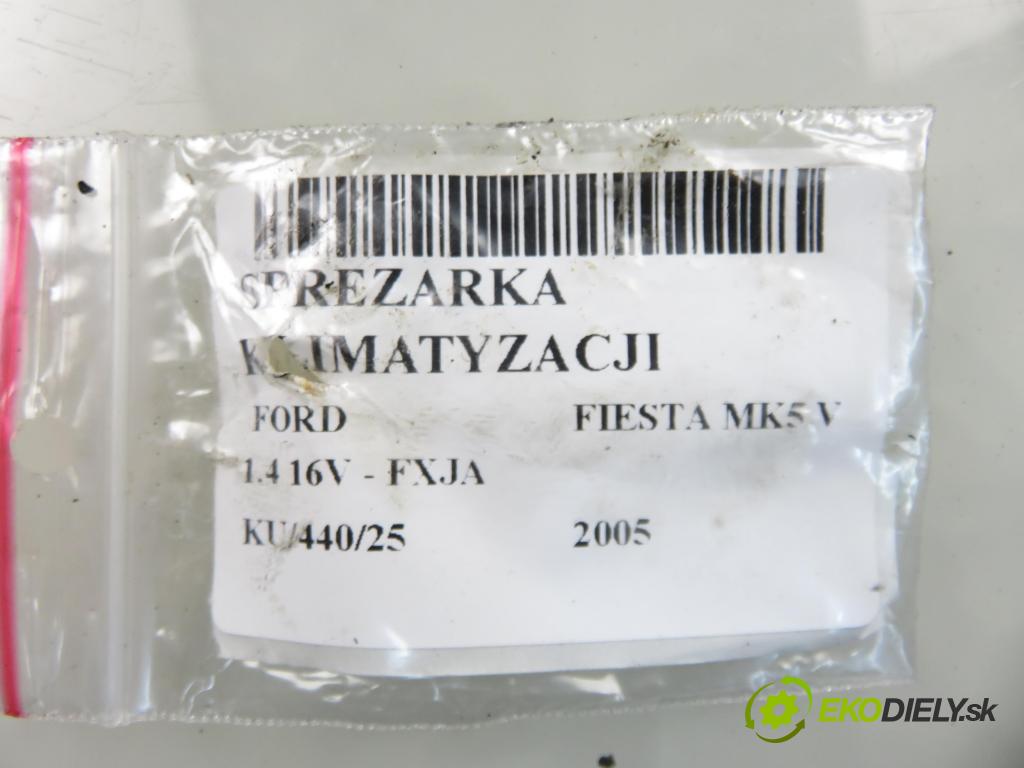 SPREZARKA
KLIMATYZACJI
FORD FIESTA MK5 V
1.4 16V - FXJA
KU/440/25 2005
EKODIELY.sk